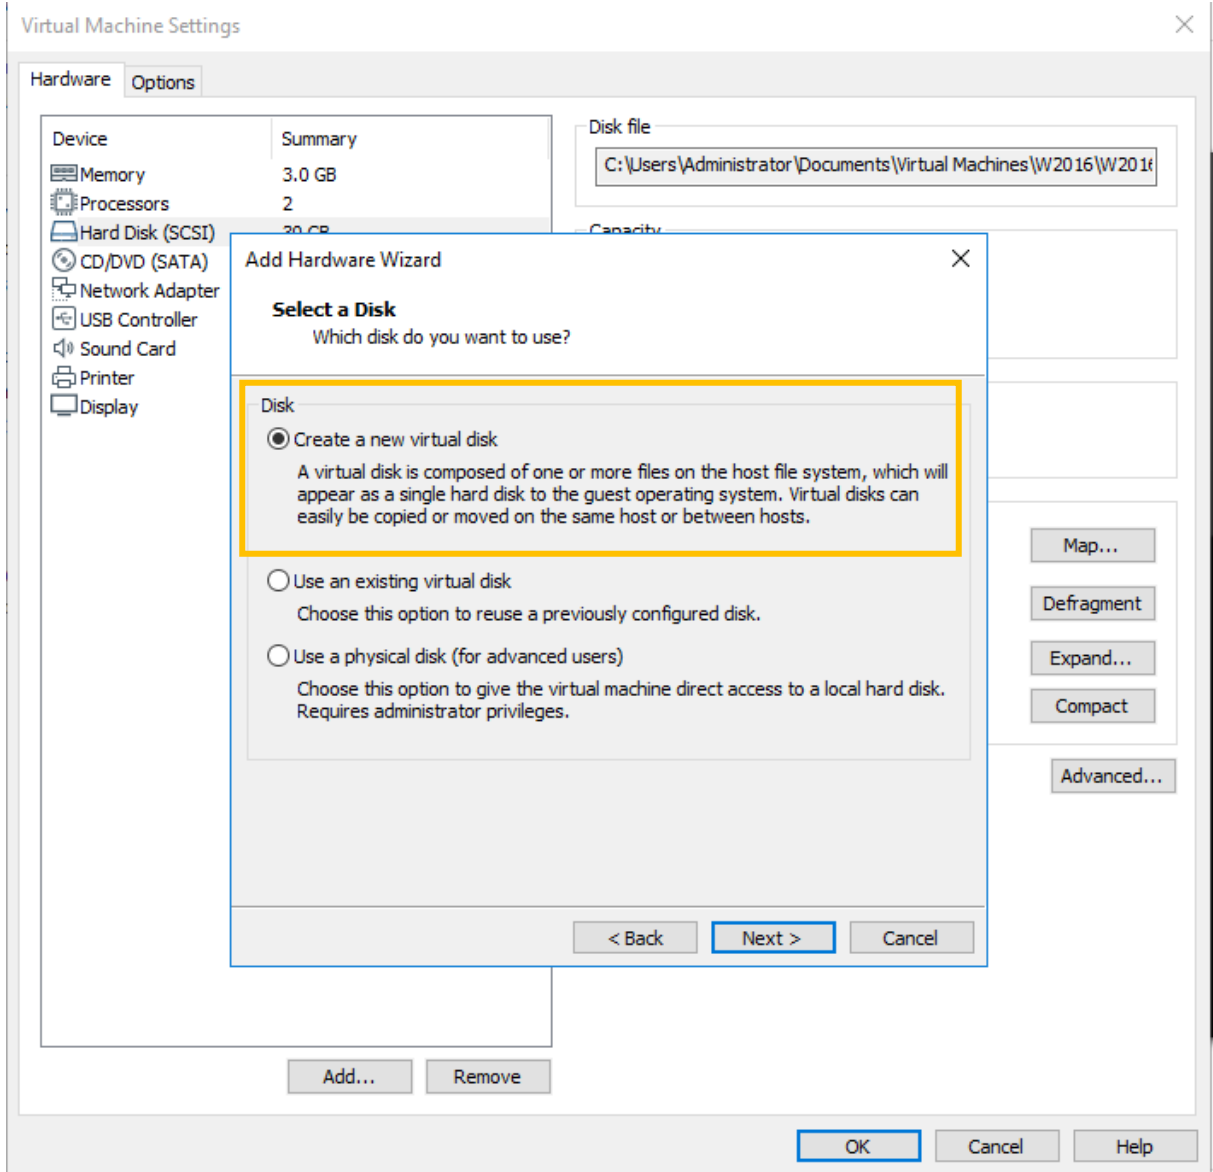 Virtual Machine Settings
Hardware
Options
Device
Summary
Memory
3.0 GB
Processors
2
Hard Disk (SCSI)
30 GB
CD/DVD (SATA)
Network Adapter
USB Controller
Sound Card
Printer
Display
Disk file
C:\Users\Administrator\Documents\Virtual Machines\W2016\W2016
Capacity
Add Hardware Wizard
Select a Disk
Which disk do you want to use?
Disk
Create a new virtual disk
A virtual disk is composed of one or more files on the host file system, which will
appear as a single hard disk to the guest operating system. Virtual disks can
easily be copied or moved on the same host or between hosts.
Use an existing virtual disk
Choose this option to reuse a previously configured disk.
Use a physical disk (for advanced users)
Choose this option to give the virtual machine direct access to a local hard disk.
Requires administrator privileges.
< Back
Next >
Cancel
Map...
Defragment
Expand...
Compact
Advanced...
Add...
Remove
OK
Cancel
Help